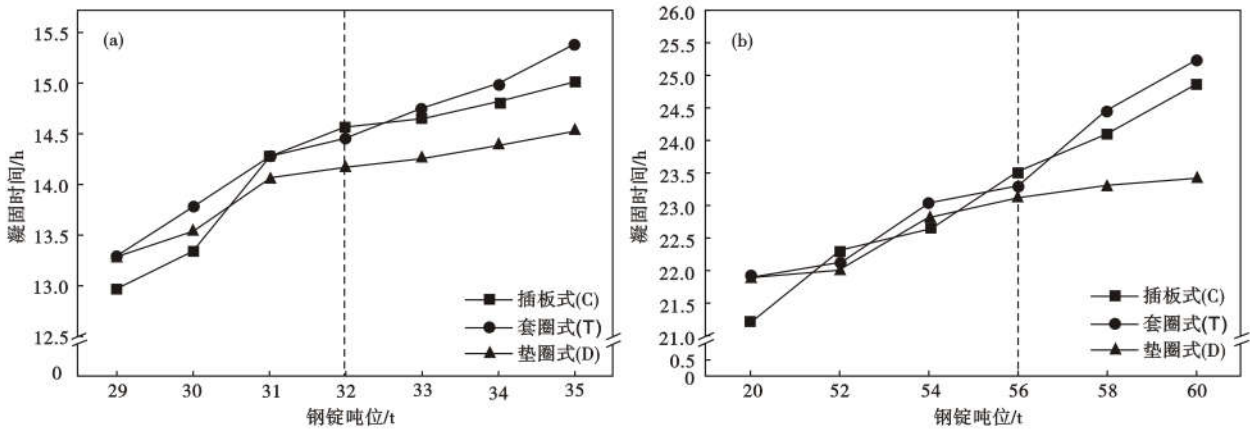 (a)
凝固时间/h
15.5
15.0
14.5
14.0
13.5
13.0
12.5
0
插板式(C)
套圈式(T)
垫圈式(D)
29 30 31 32 33 34 35
钢锭吨位/t
(b)
凝固时间/h
26.0
25.5
25.0
24.5
24.0
23.5
23.0
22.5
22.0
21.5
21.0
0.5
0
插板式(C)
套圈式(T)
垫圈式(D)
20 52 54 56 58 60
钢锭吨位/t